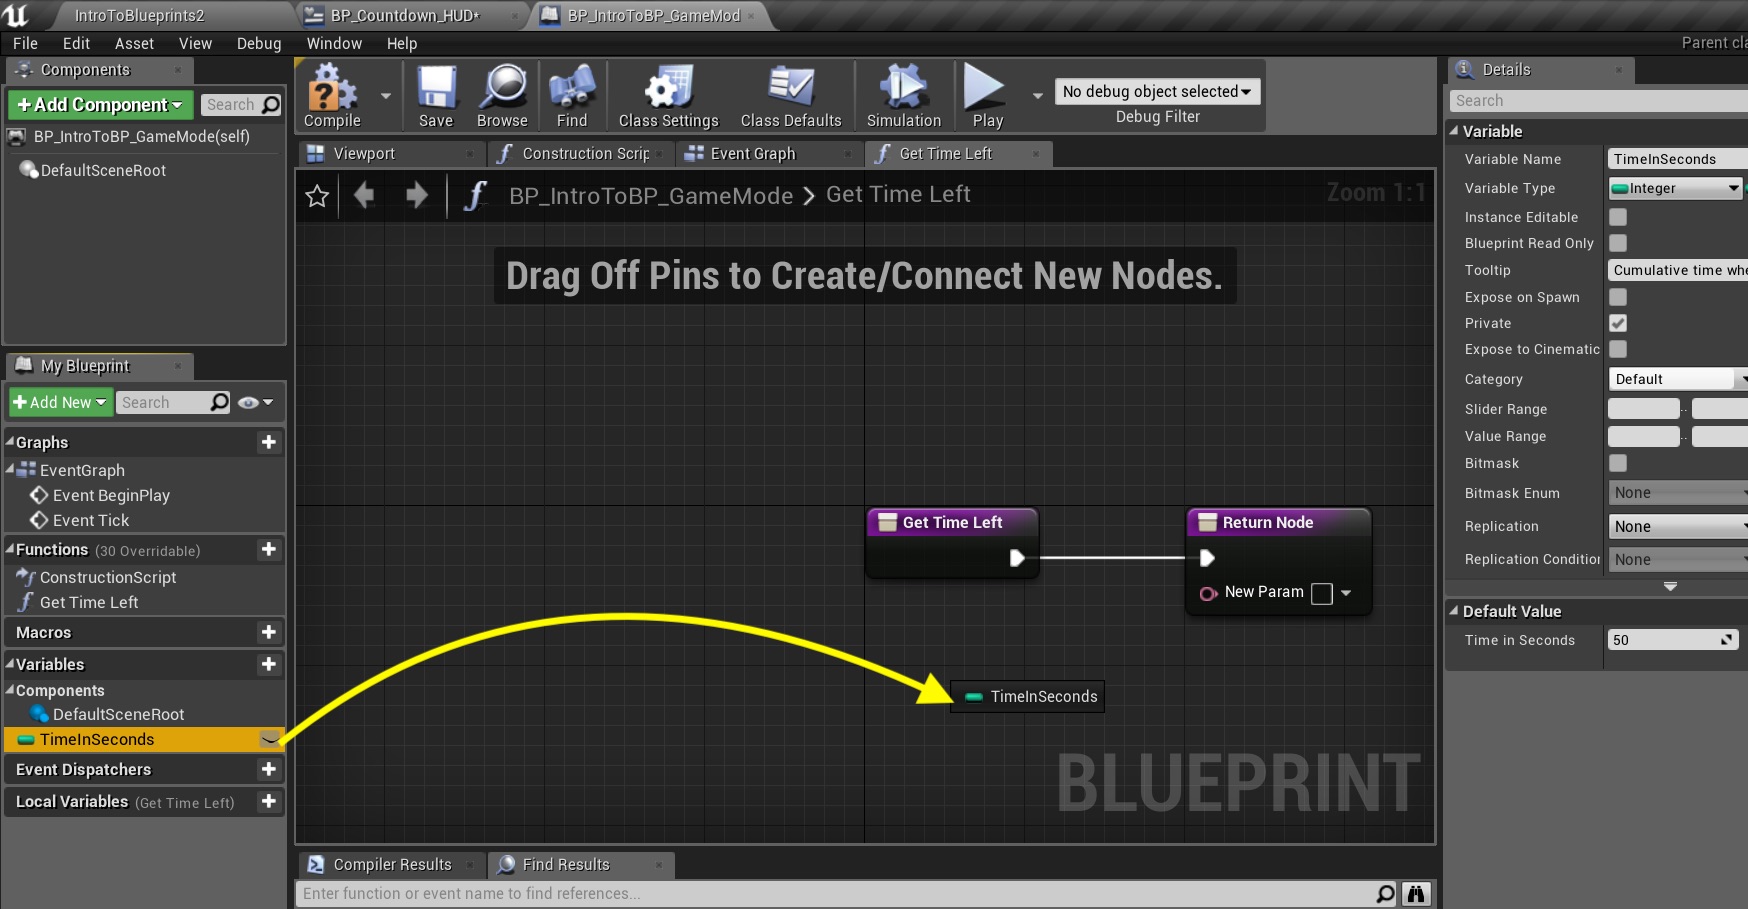 IntroToBlueprints2
BP_Countdown_HUD*
BP_IntroToBP_GameMod
File Edit Asset View Debug Window Help
Parent cla
Components
+Add Component
Search
BP_IntroToBP_GameMode(self)
DefaultSceneRoot
Compile
Save
Browse
Find
Class Settings
Class Defaults
Simulation
Play
No debug object selected
Debug Filter
Viewport
Construction Scrip
Event Graph
Get Time Left
BP_IntroToBP_GameMode > Get Time Left
Zoom 1:1
Drag Off Pins to Create/Connect New Nodes.
Get Time Left
Return Node
New Param
TimeInSeconds
BLUEPRINT
My Blueprint
+Add New
Search
Graphs
EventGraph
Event BeginPlay
Event Tick
Functions (30 Overridable)
ConstructionScript
Get Time Left
Macros
Variables
Components
DefaultSceneRoot
TimeInSeconds
Event Dispatchers
Local Variables (Get Time Left)
Compiler Results
Find Results
Enter function or event name to find references...
Details
Search
Variable
Variable Name TimeInSeconds
Variable Type Integer
Instance Editable
Blueprint Read Only
Tooltip Cumulative time whe
Expose on Spawn
Private
Expose to Cinematic
Category Default
Slider Range ..
Value Range ..
Bitmask
Bitmask Enum None
Replication None
Replication Condition None
Default Value
Time in Seconds 50